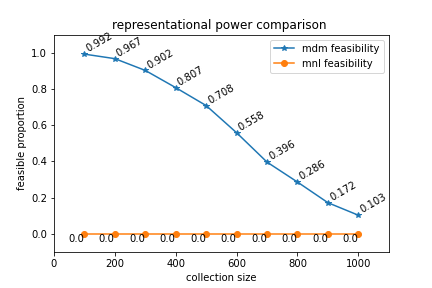 representational power comparison
mdm feasibility
mnl feasibility
feasible proportion
1.0
0.8
0.6
0.4
0.2
0.0
0.992
0.967
0.902
0.807
0.708
0.558
0.396
0.286
0.172
0.103
0.0 0.0 0.0 0.0 0.0 0.0 0.0 0.0 0.0 0.0
0 200 400 600 800 1000
collection size